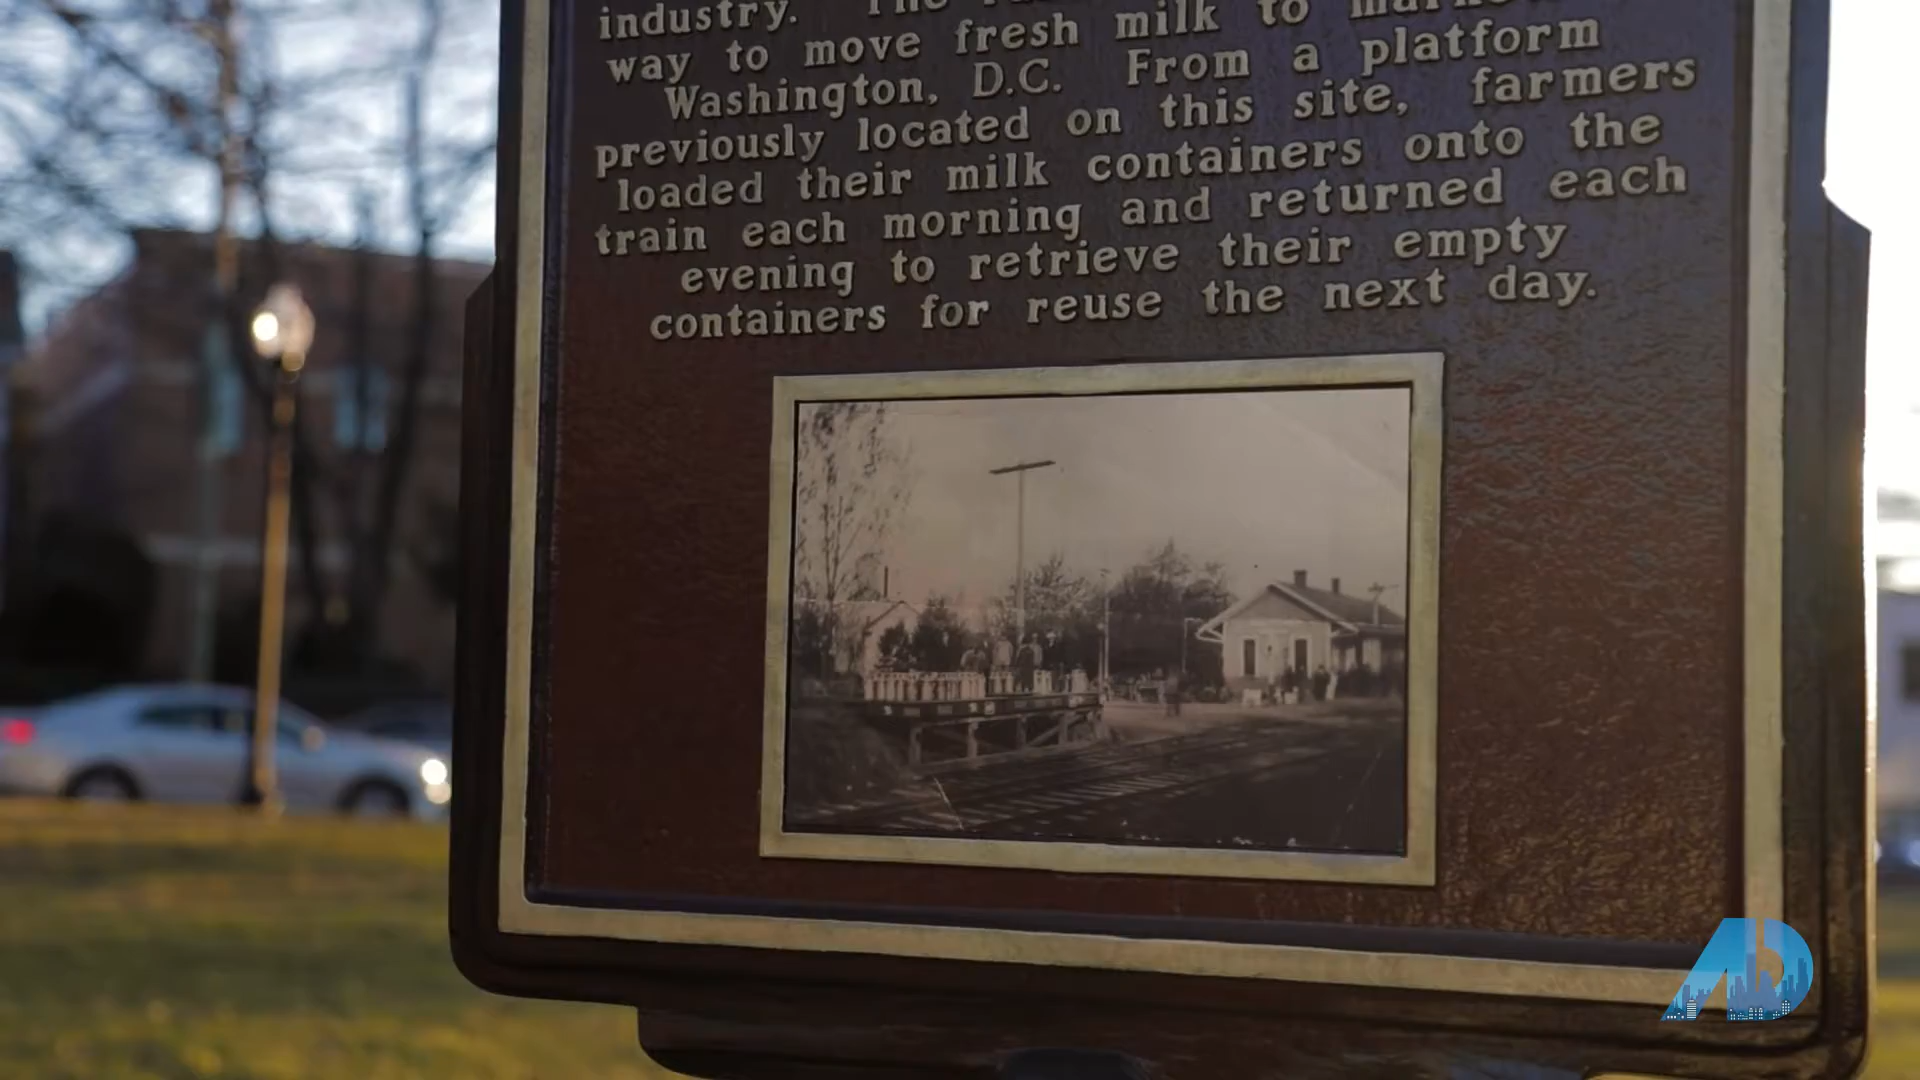 industry. The
way to move fresh milk to
Washington, D.C. From a platform
previously located on this site, farmers
loaded their milk containers onto the
train each morning and returned each
evening to retrieve their empty
containers for reuse the next day.